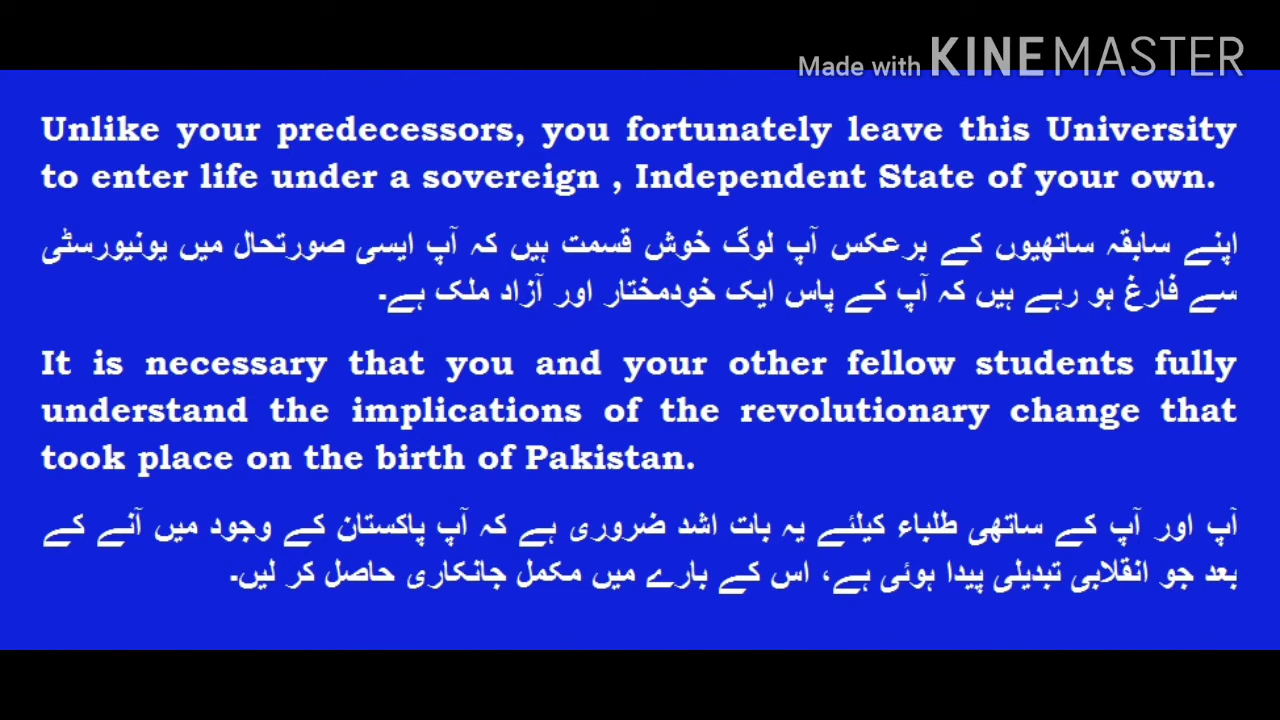 Made with KINEMASTER
Unlike your predecessors, you fortunately leave this University
to enter life under a sovereign , Independent State of your own.
اپنے سابقہ ساتھیوں کے برعکس آپ لوگ خوش قسمت ہیں کہ آپ ایسی صورتحال میں یونیورسٹی
سے فارغ ہو رہے ہیں کہ آپ کے پاس ایک خودمختار اور آزاد ملک ہے۔
It is necessary that you and your other fellow students fully
understand the implications of the revolutionary change that
took place on the birth of Pakistan.
آپ اور آپ کے ساتھی طلباء کیلئے یہ بات اشد ضروری ہے کہ آپ پاکستان کے وجود میں آنے کے
بعد جو انقلابی تبدیلی پیدا ہوئی ہے، اس کے بارے میں مکمل جانکاری حاصل کر لیں۔